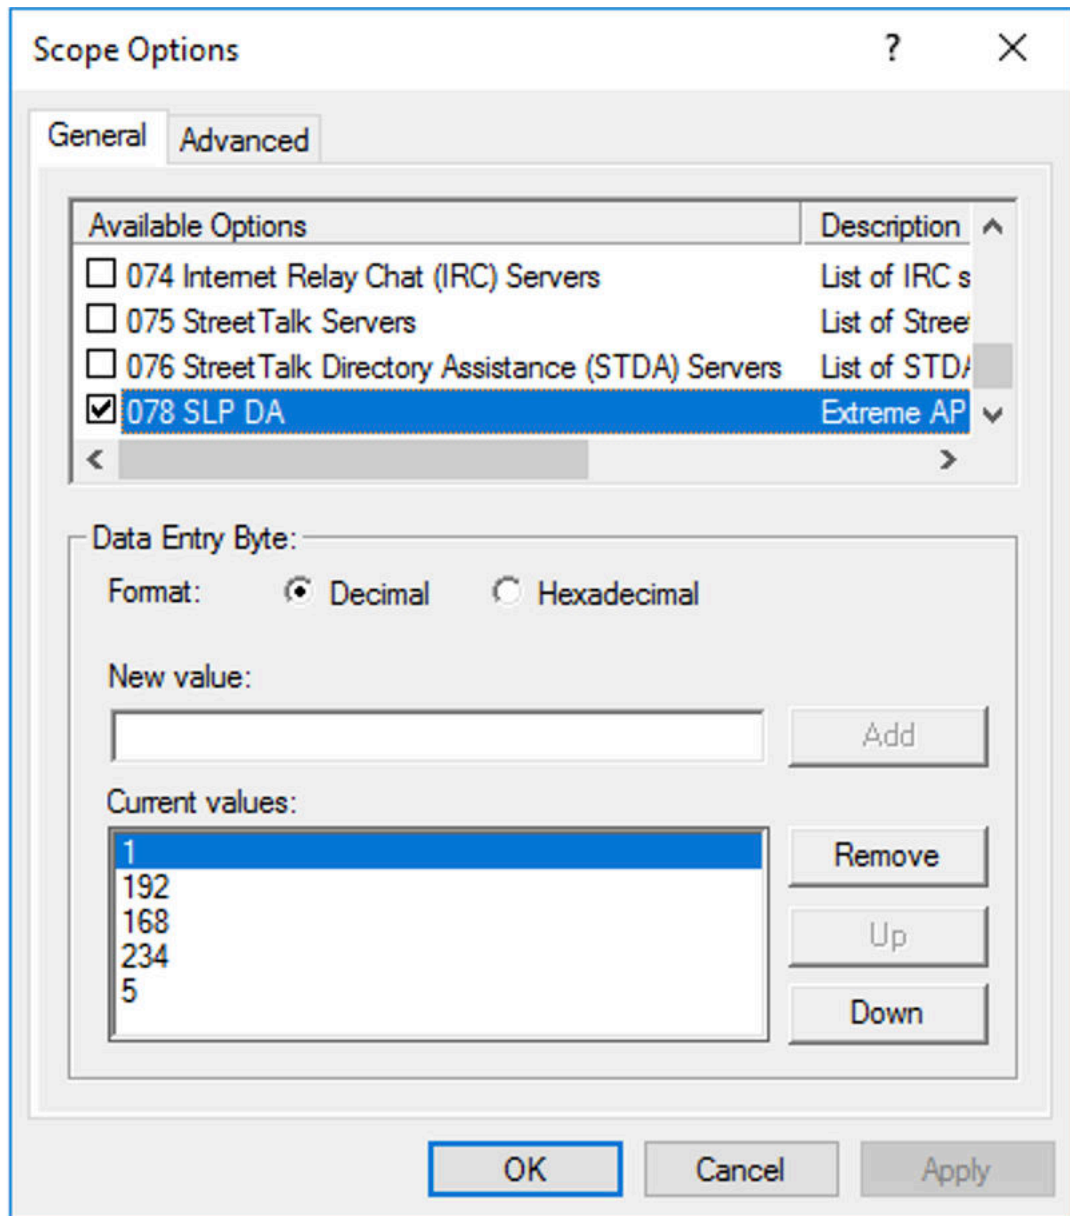 Scope Options
General Advanced
Available Options Description
074 Internet Relay Chat (IRC) Servers List of IRC s
075 StreetTalk Servers List of Stree
076 StreetTalk Directory Assistance (STDA) Servers List of STDA
078 SLP DA Extreme AP
Data Entry Byte:
Format: Decimal Hexadecimal
New value:
Add
Current values:
1
Remove
192
168
Up
234
5
Down
OK Cancel Apply